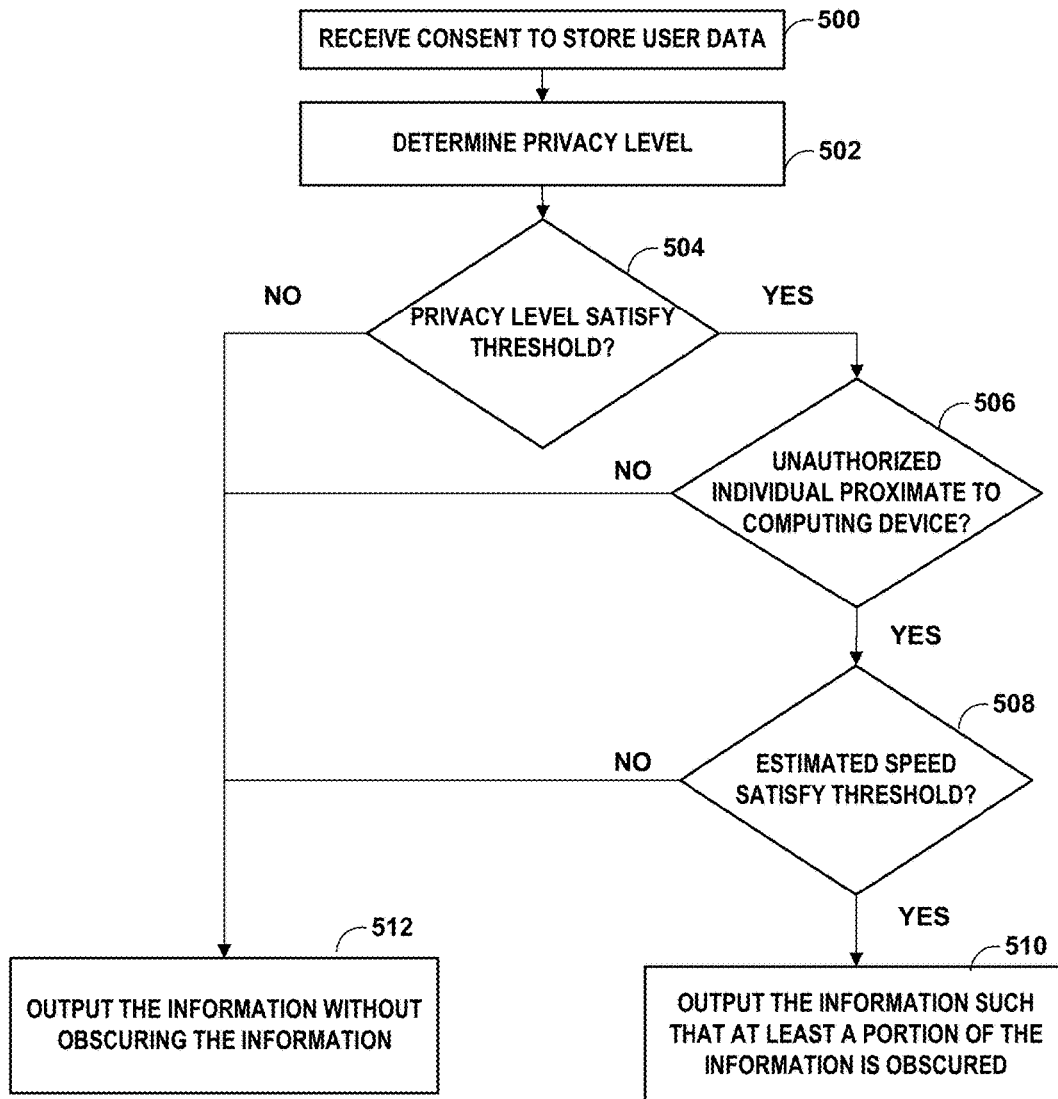 RECEIVE CONSENT TO STORE USER DATA
500
DETERMINE PRIVACY LEVEL
502
504
NO
YES
PRIVACY LEVEL SATISFY
THRESHOLD?
506
NO
UNAUTHORIZED
INDIVIDUAL PROXIMATE TO
COMPUTING DEVICE?
YES
508
NO
ESTIMATED SPEED
SATISFY THRESHOLD?
YES
512
510
OUTPUT THE INFORMATION WITHOUT
OBSCURING THE INFORMATION
OUTPUT THE INFORMATION SUCH
THAT AT LEAST A PORTION OF THE
INFORMATION IS OBSCURED